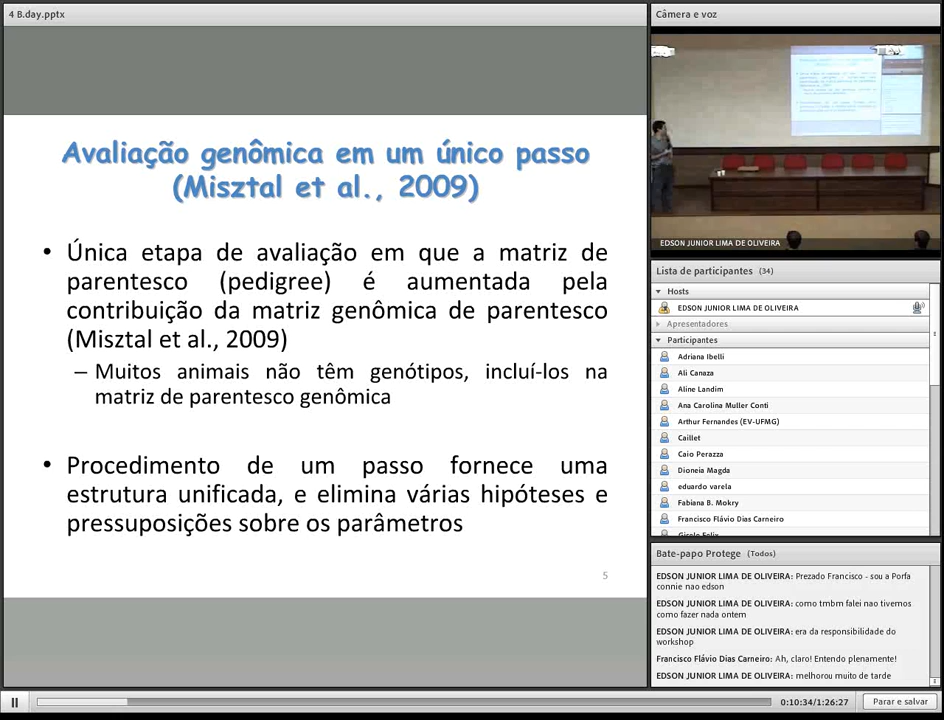 4 B.day.pptx
Avaliação genômica em um único passo
(Misztal et al., 2009)
• Única etapa de avaliação em que a matriz de
parentesco (pedigree) é aumentada pela
contribuição da matriz genômica de parentesco
(Misztal et al., 2009)
– Muitos animais não têm genótipos, incluí-los na
matriz de parentesco genômica
• Procedimento de um passo fornece uma
estrutura unificada, e elimina várias hipóteses e
pressuposições sobre os parâmetros
5
Câmera e voz
EDSON JUNIOR LIMA DE OLIVEIRA
Lista de participantes (34)
Hosts
EDSON JUNIOR LIMA DE OLIVEIRA
Apresentadores
Participantes
Adriana Ibelli
Ali Canaza
Aline Landim
Ana Carolina Muller Conti
Arthur Fernandes (EV-UFMG)
Caillet
Caio Perazza
Dioneia Magda
eduardo varela
Fabiana B. Mokry
Francisco Flávio Dias Carneiro
Bate-papo Protege (Todos)
EDSON JUNIOR LIMA DE OLIVEIRA: Prezado Francisco - sou a Porfa
connie nao edson
EDSON JUNIOR LIMA DE OLIVEIRA: como tmbm falei nao tivemos
como fazer nada ontem
EDSON JUNIOR LIMA DE OLIVEIRA: era da responsibilidade do
workshop
Francisco Flávio Dias Carneiro: Ah, claro! Entendo plenamente!
EDSON JUNIOR LIMA DE OLIVEIRA: melhorou muito de tarde
0:10:34/1:26:27
Parar e salvar